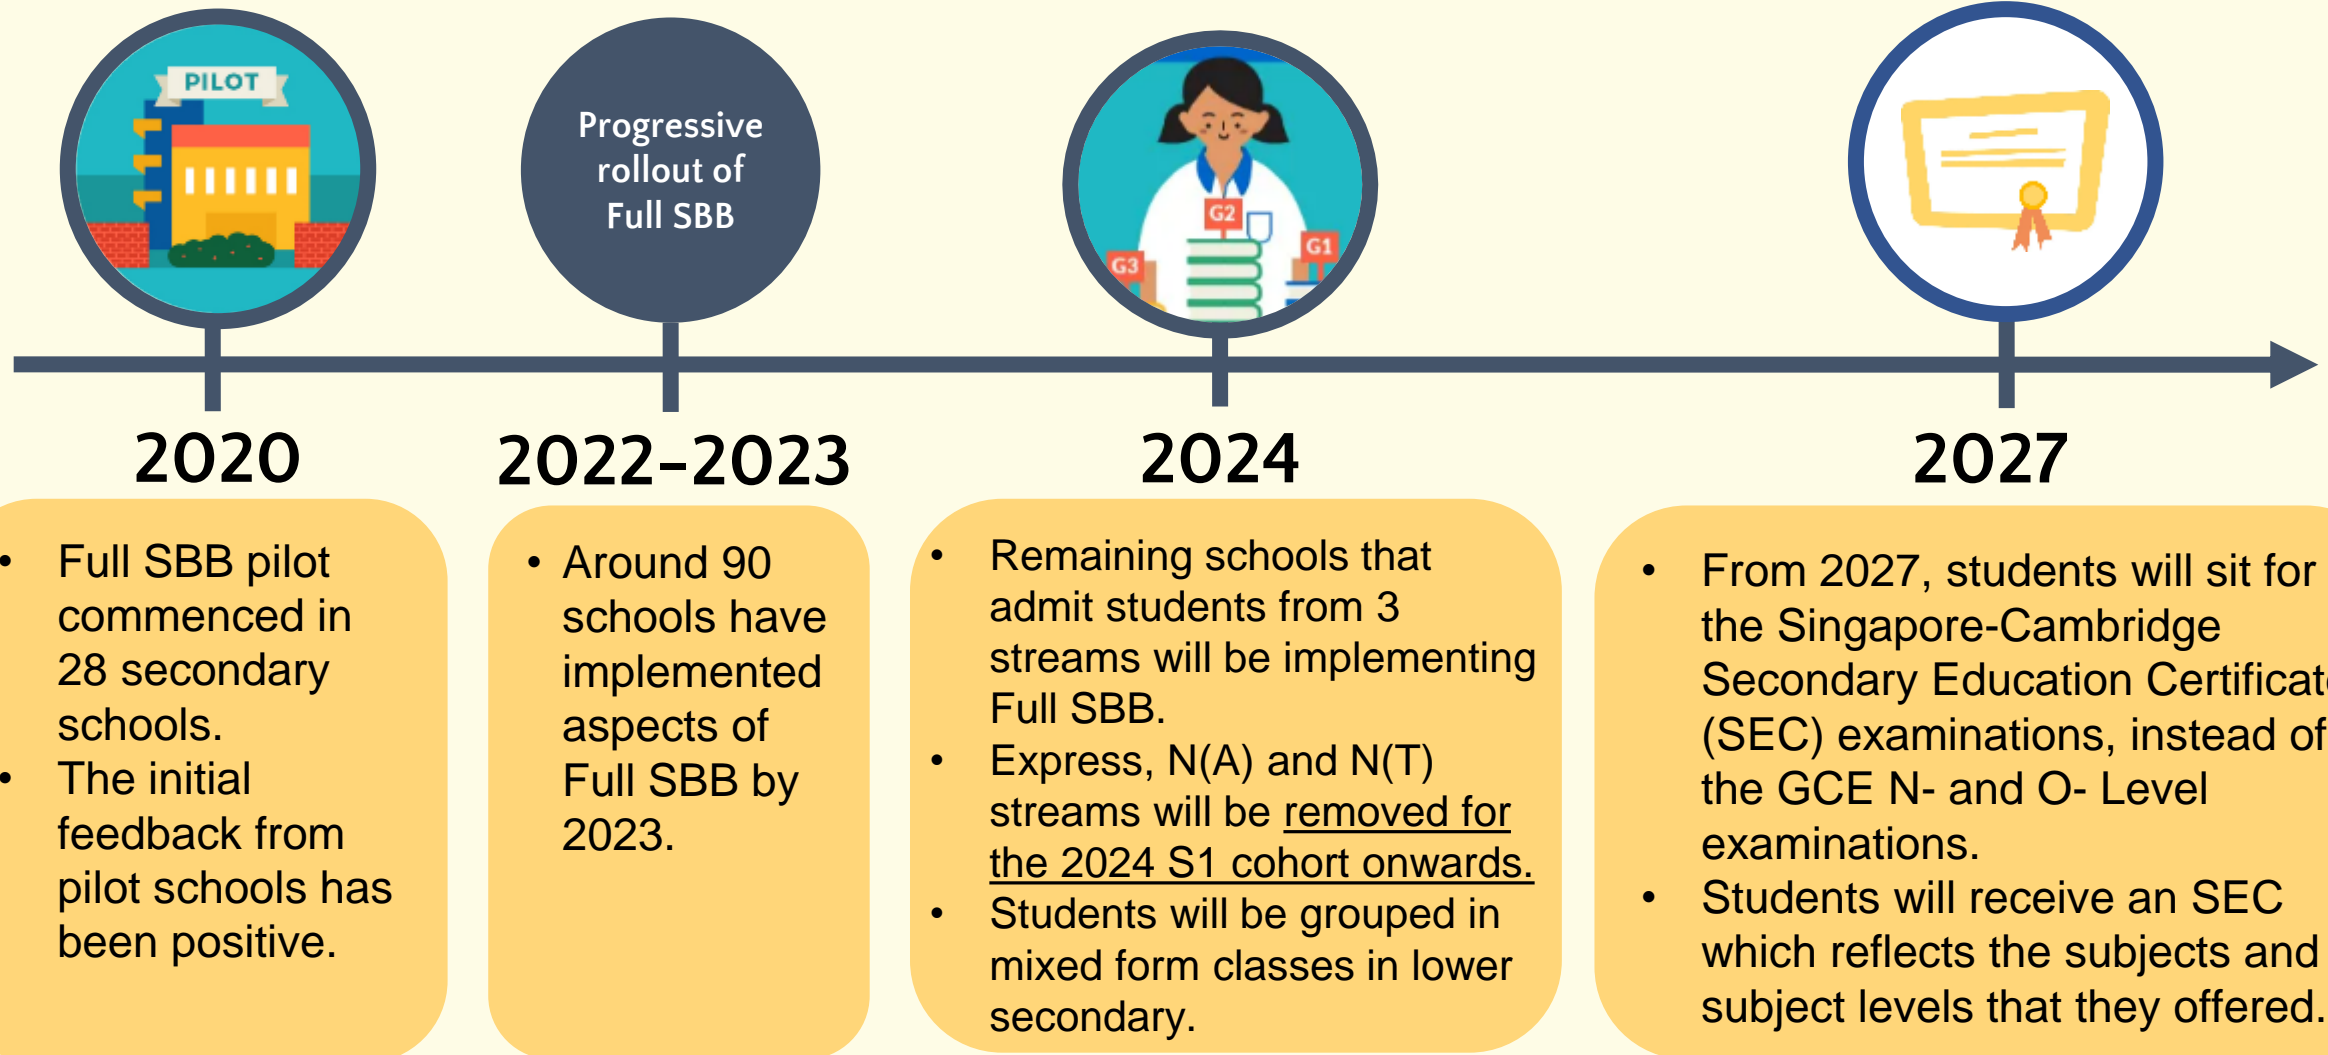 PILOT
Progressive
rollout of
Full SBB
G2
G1
G3
2020
2022-2023
2024
2027
• Full SBB pilot
commenced in
28 secondary
schools.
• The initial
feedback from
pilot schools has
been positive.
• Around 90
schools have
implemented
aspects of
Full SBB by
2023.
• Remaining schools that
admit students from 3
streams will be implementing
Full SBB.
• Express, N(A) and N(T)
streams will be removed for
the 2024 S1 cohort onwards.
• Students will be grouped in
mixed form classes in lower
secondary.
• From 2027, students will sit for
the Singapore-Cambridge
Secondary Education Certificate
(SEC) examinations, instead of
the GCE N- and O- Level
examinations.
• Students will receive an SEC
which reflects the subjects and
subject levels that they offered.